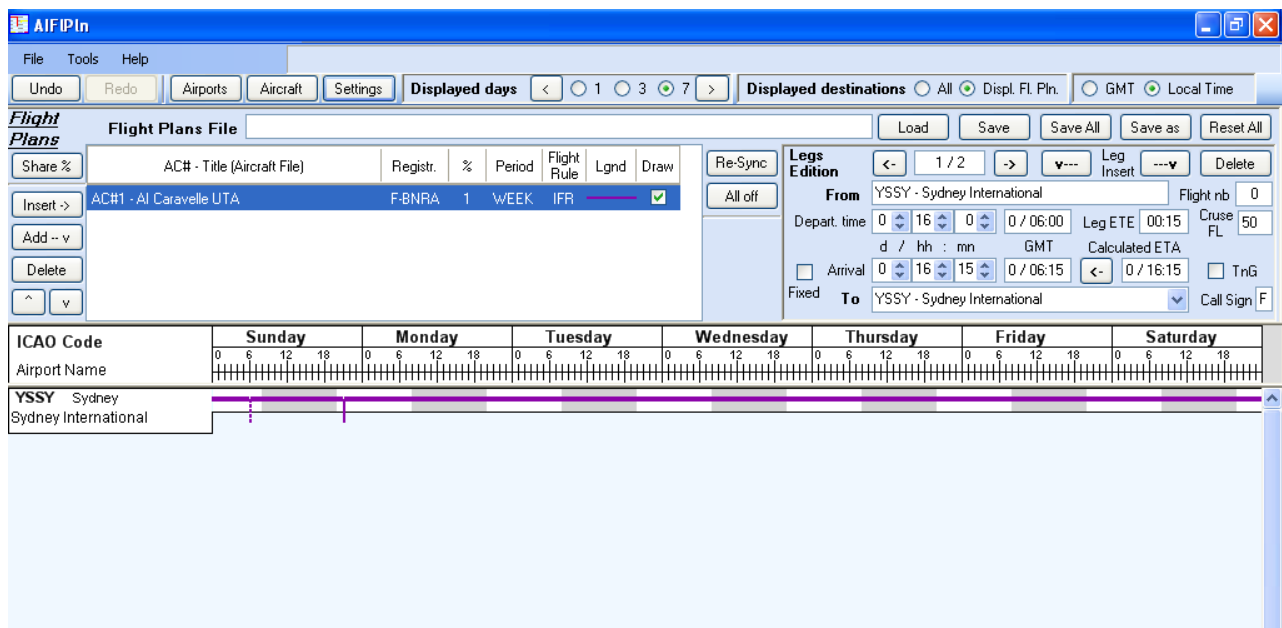 AIFlPln
File Tools Help
Undo Redo Airports Aircraft Settings Displayed days < 1 3 7 > Displayed destinations All Displ. Fl. Pln. GMT Local Time
Flight Plans
Flight Plans File Load Save Save All Save as Reset All
Share % AC# - Title (Aircraft File) Registr. % Period Flight Rule Lgnd Draw Re-Sync Legs Edition <- 1 / 2 -> v--- Leg Insert ---v Delete
Insert -> AC#1 - AI Caravelle UTA F-BNRA 1 WEEK IFR All off From YSSY - Sydney International Flight nb 0
Add -- v Depart. time 0 16 0 0 / 06:00 Leg ETE 00:15 Cruse FL 50
d / hh : mn GMT Calculated ETA
Delete Arrival 0 16 15 0 / 06:15 <- 0 / 16:15 TnG
^ v Fixed To YSSY - Sydney International Call Sign F
ICAO Code Sunday Monday Tuesday Wednesday Thursday Friday Saturday
0 6 12 18 0 6 12 18 0 6 12 18 0 6 12 18 0 6 12 18 0 6 12 18 0 6 12 18
Airport Name
YSSY Sydney
Sydney International